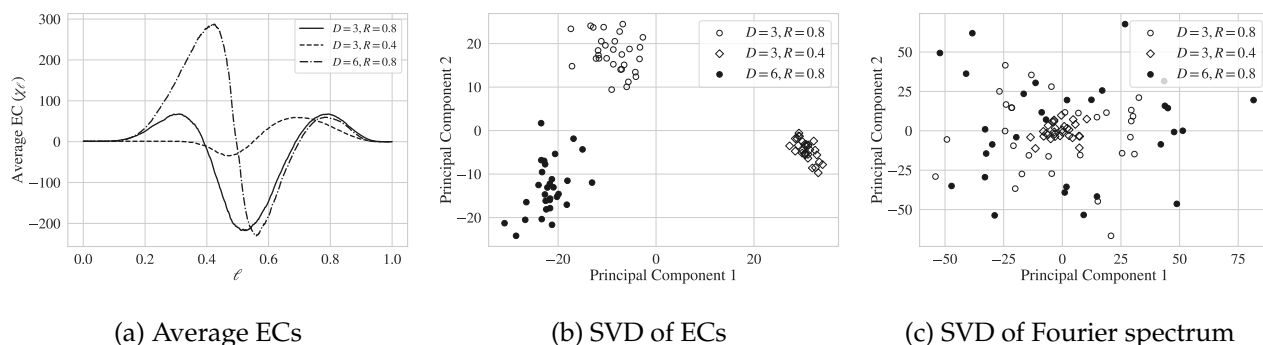 300
200
100
0
−100
−200
Average EC (χℓ)
0.0 0.2 0.4 0.6 0.8 1.0
ℓ
D=3, R=0.8
D=3, R=0.4
D=6, R=0.8
(a) Average ECs
20
10
0
−10
−20
Principal Component 2
−20 0 20
Principal Component 1
D=3, R=0.8
D=3, R=0.4
D=6, R=0.8
(b) SVD of ECs
50
25
0
−25
−50
Principal Component 2
−50 −25 0 25 50 75
Principal Component 1
D=3, R=0.8
D=3, R=0.4
D=6, R=0.8
(c) SVD of Fourier spectrum